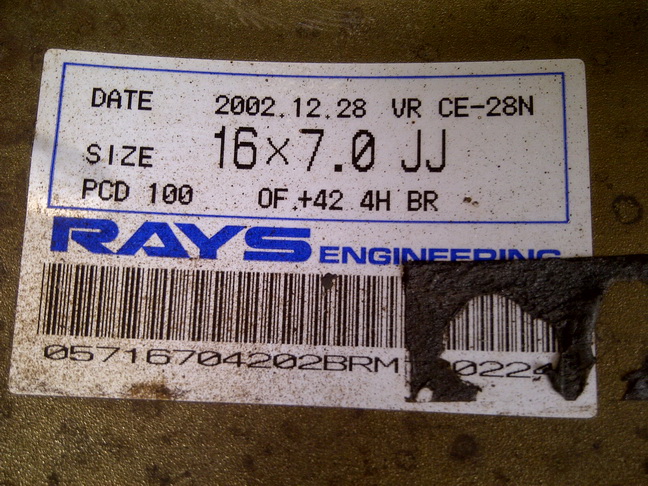 DATE 2002.12.28 VR CE-28N
SIZE 16×7.0 JJ
PCD 100 OF.+42 4H BR
RAYS ENGINEERING
05716704202BRM